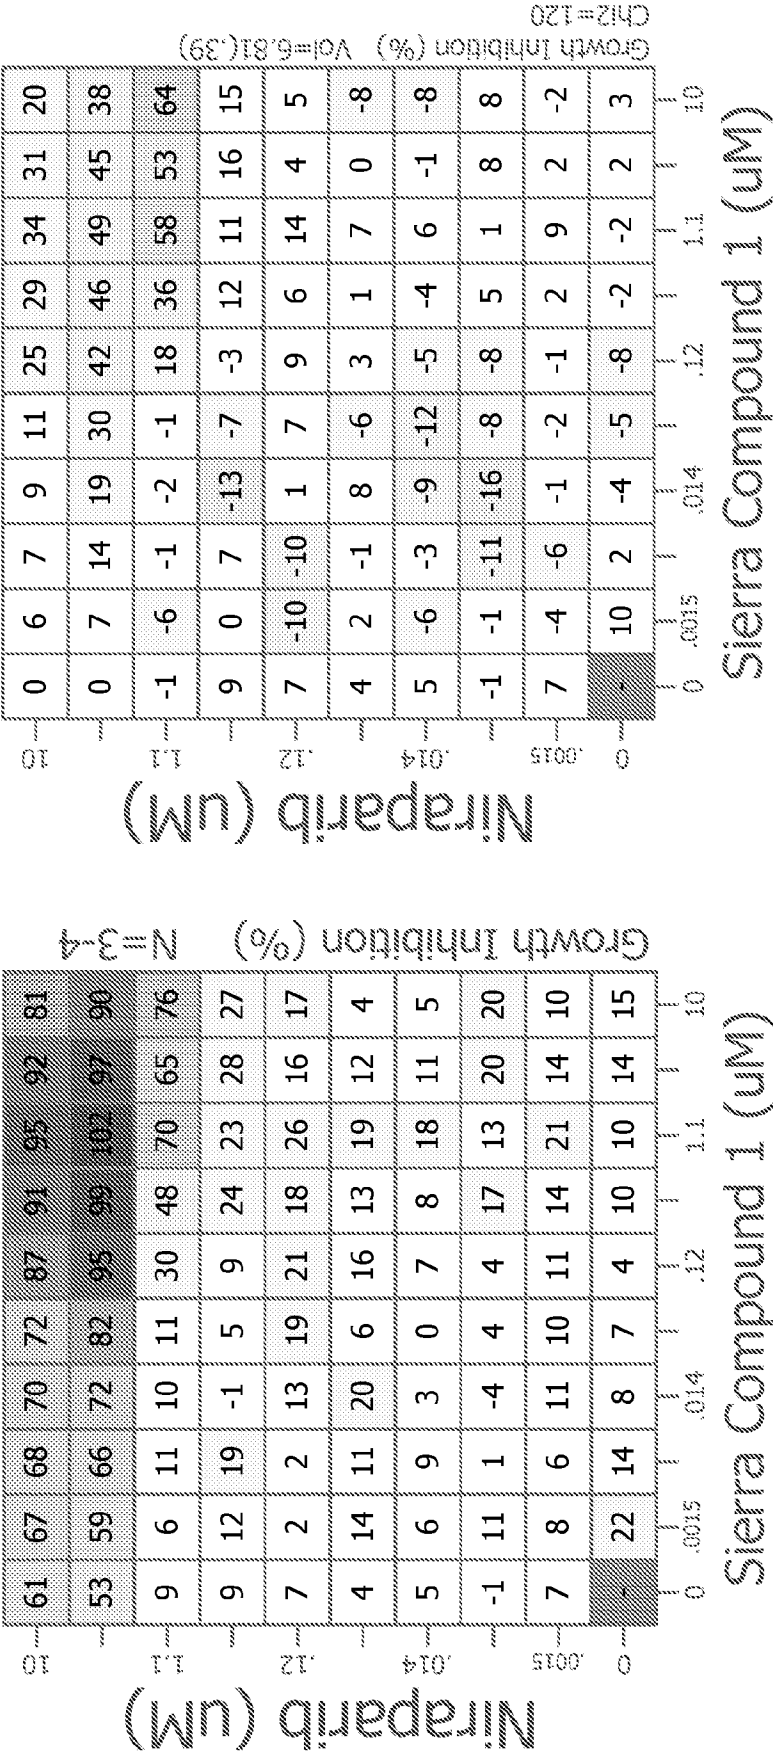 Niraparib (uM)
10 61 67 68 70 72 87 91 95 92 81
53 59 66 72 82 95 99 102 97 90
1.1 9 6 11 10 11 30 48 70 65 76
9 12 19 -1 5 9 24 23 28 27
.12 7 2 2 13 19 21 18 26 16 17
4 14 11 20 6 16 13 19 12 4
.014 5 6 9 3 0 7 8 18 11 5
-1 11 1 -4 4 4 17 13 20 20
.0015 7 8 6 11 10 11 14 21 14 10
0 - 22 14 8 7 4 10 10 14 15
0 .0015 .014 .12 1.1 10
Sierra Compound 1 (uM)
Growth Inhibition (%) N=3-4
Niraparib (uM)
10 0 6 7 9 11 25 29 34 31 20
0 7 14 19 30 42 46 49 45 38
1.1 -1 -6 -1 -2 -1 18 36 58 53 64
9 0 7 -13 -7 -3 12 11 16 15
.12 7 -10 -10 1 7 9 6 14 4 5
4 2 -1 8 -6 3 1 7 0 -8
.014 5 -6 -3 -9 -12 -5 -4 6 -1 -8
-1 -1 -11 -16 -8 -8 5 1 8 8
.0015 7 -4 -6 -1 -2 -1 2 9 2 -2
0 - 10 2 -4 -5 -8 -2 -2 2 3
0 .0015 .014 .12 1.1 10
Sierra Compound 1 (uM)
Growth Inhibition (%) Vol=6.81(.39)
Chi2=120